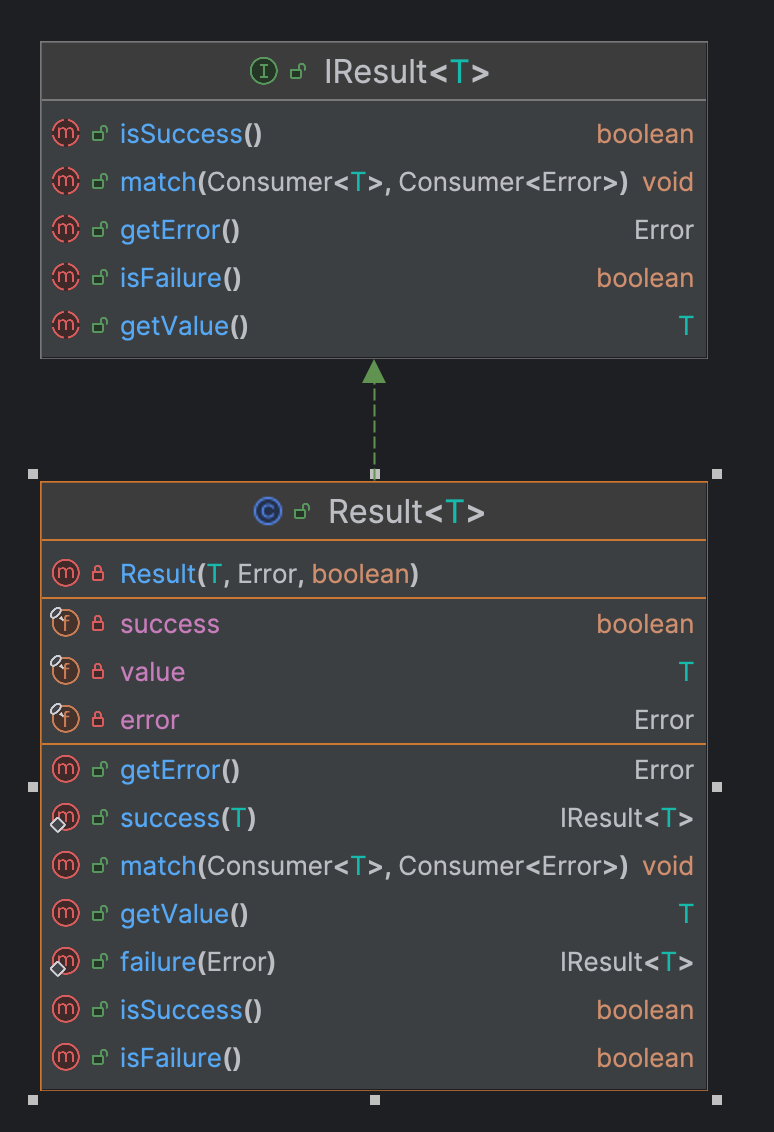 IResult<T>
isSuccess() boolean
match(Consumer<T>, Consumer<Error>) void
getError() Error
isFailure() boolean
getValue() T
Result<T>
Result(T, Error, boolean)
success boolean
value T
error Error
getError() Error
success(T) IResult<T>
match(Consumer<T>, Consumer<Error>) void
getValue() T
failure(Error) IResult<T>
isSuccess() boolean
isFailure() boolean